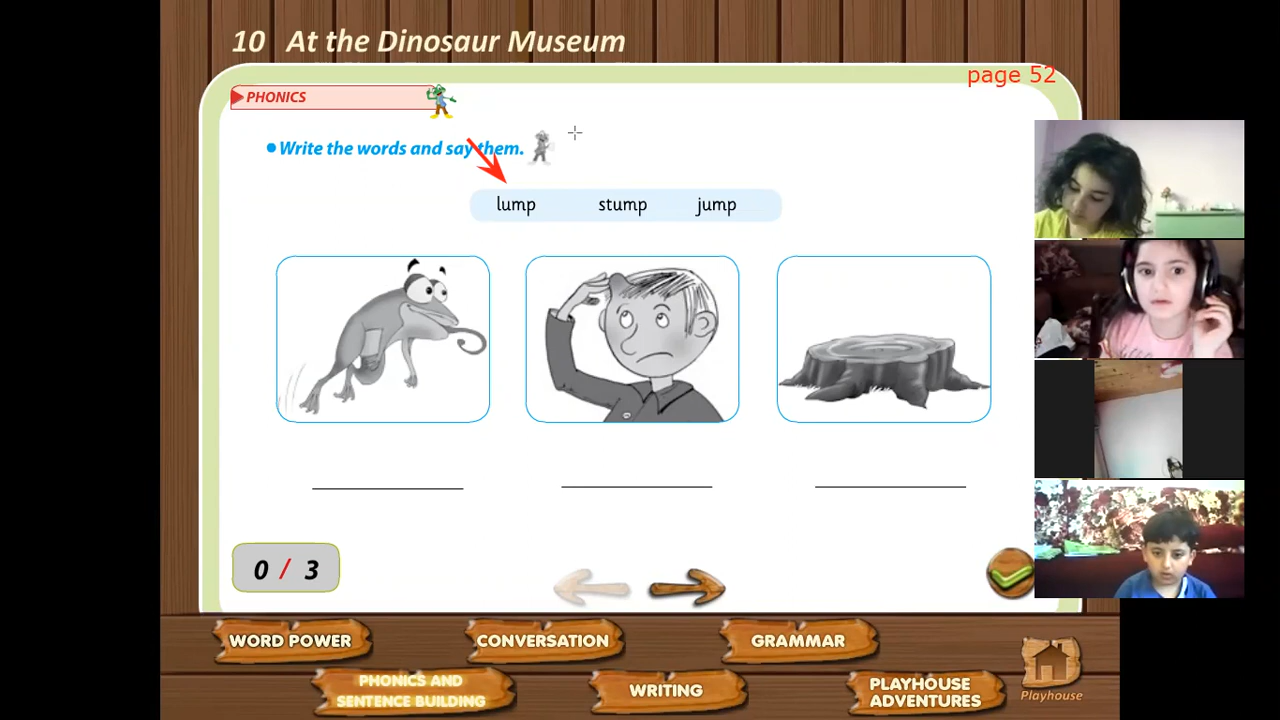 10 At the Dinosaur Museum
page 52
PHONICS
Write the words and say them.
lump stump jump
0 / 3
WORD POWER CONVERSATION GRAMMAR
PHONICS AND
SENTENCE BUILDING
WRITING
PLAYHOUSE
ADVENTURES
Playhouse